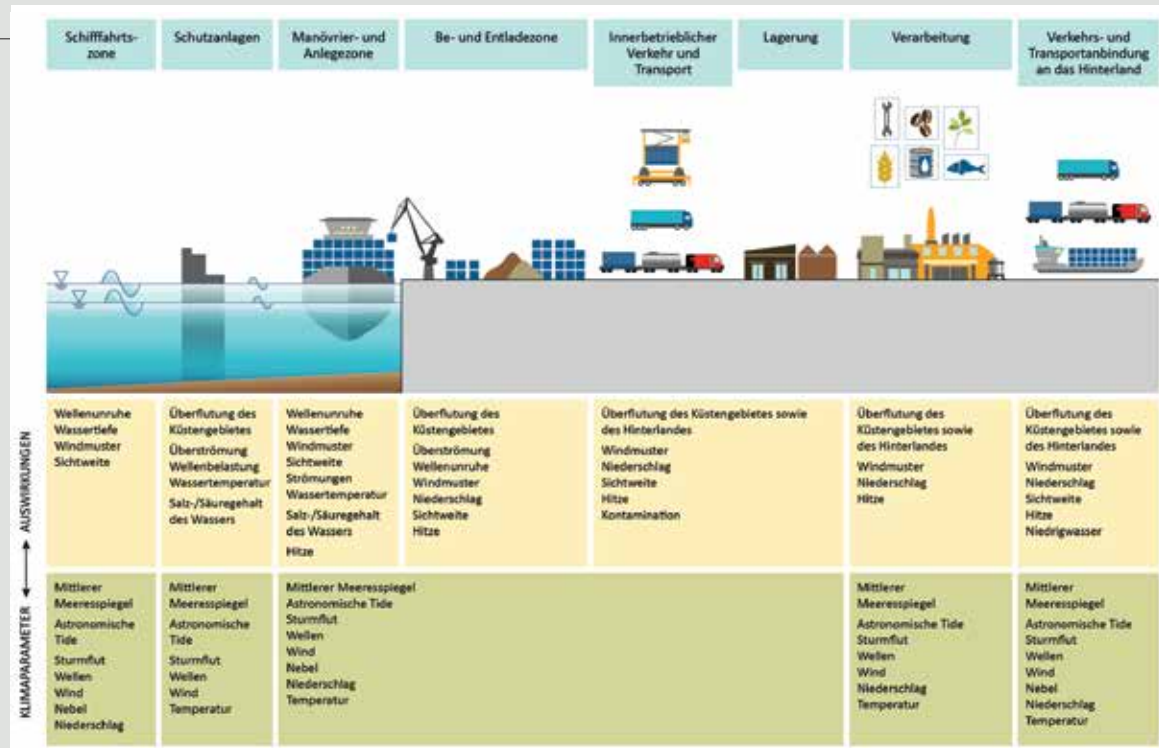 Schifffahrts-
zone
Schutzanlagen
Manövrier- und
Anlegezone
Be- und Entladezone
Innerbetrieblicher
Verkehr und
Transport
Lagerung
Verarbeitung
Verkehrs- und
Transportanbindung
an das Hinterland
AUSWIRKUNGEN
Wellenunruhe
Wassertiefe
Windmuster
Sichtweite
Überflutung des
Küstengebietes
Überströmung
Wellenbelastung
Wassertemperatur
Salz-/Säuregehalt
des Wassers
Wellenunruhe
Wassertiefe
Windmuster
Sichtweite
Strömungen
Wassertemperatur
Salz-/Säuregehalt
des Wassers
Hitze
Überflutung des
Küstengebietes
Überströmung
Wellenunruhe
Windmuster
Niederschlag
Sichtweite
Hitze
Überflutung des Küstengebietes sowie
des Hinterlandes
Windmuster
Niederschlag
Sichtweite
Hitze
Kontamination
Überflutung des
Küstengebietes sowie
des Hinterlandes
Windmuster
Niederschlag
Hitze
Überflutung des
Küstengebietes sowie
des Hinterlandes
Windmuster
Niederschlag
Sichtweite
Hitze
Niedrigwasser
KLIMAPARAMETER
Mittlerer
Meeresspiegel
Astronomische
Tide
Sturmflut
Wellen
Wind
Nebel
Niederschlag
Mittlerer
Meeresspiegel
Astronomische
Tide
Sturmflut
Wellen
Wind
Temperatur
Mittlerer Meeresspiegel
Astronomische Tide
Sturmflut
Wellen
Wind
Nebel
Niederschlag
Temperatur
Mittlerer
Meeresspiegel
Astronomische Tide
Sturmflut
Wellen
Wind
Niederschlag
Temperatur
Mittlerer
Meeresspiegel
Astronomische Tide
Sturmflut
Wellen
Wind
Nebel
Niederschlag
Temperatur